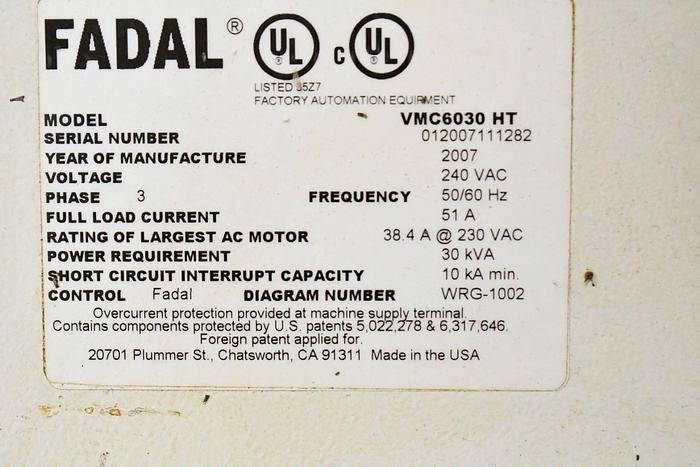 FADAL® UL® c UL®
LISTED 35Z7
FACTORY AUTOMATION EQUIPMENT
MODEL VMC6030 HT
SERIAL NUMBER 012007111282
YEAR OF MANUFACTURE 2007
VOLTAGE 240 VAC
PHASE 3 FREQUENCY 50/60 Hz
FULL LOAD CURRENT 51 A
RATING OF LARGEST AC MOTOR 38.4 A @ 230 VAC
POWER REQUIREMENT 30 kVA
SHORT CIRCUIT INTERRUPT CAPACITY 10 kA min.
CONTROL Fadal DIAGRAM NUMBER WRG-1002
Overcurrent protection provided at machine supply terminal.
Contains components protected by U.S. patents 5,022,278 & 6,317,646.
Foreign patent applied for.
20701 Plummer St., Chatsworth, CA 91311 Made in the USA